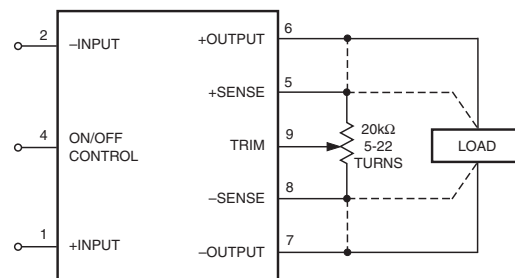 2 –INPUT
4 ON/OFF
CONTROL
1 +INPUT
+OUTPUT 6
+SENSE 5
TRIM 9
–SENSE 8
–OUTPUT 7
20kΩ
5-22
TURNS
LOAD